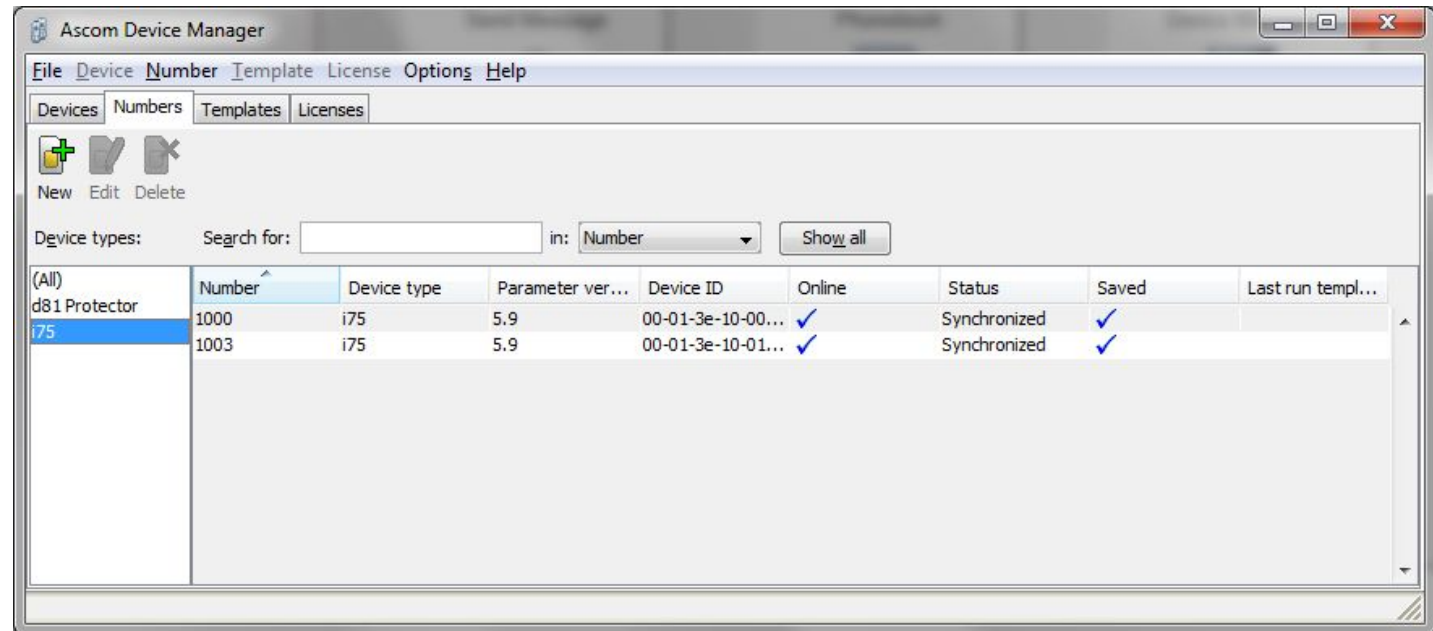 Ascom Device Manager
File Device Number Template License Options Help
Devices Numbers Templates Licenses
New Edit Delete
Device types: Search for: in: Number Show all
(All)
d81 Protector
i75
Number Device type Parameter ver... Device ID Online Status Saved Last run templ...
1000 i75 5.9 00-01-3e-10-00... Synchronized
1003 i75 5.9 00-01-3e-10-01... Synchronized